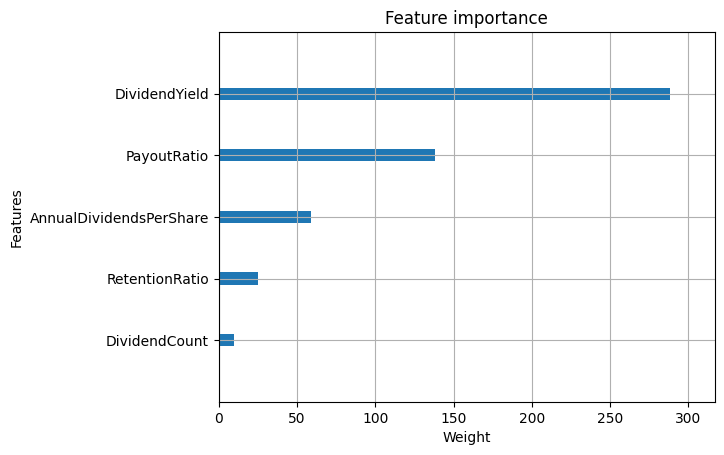 Feature importance
Features
DividendYield
PayoutRatio
AnnualDividendsPerShare
RetentionRatio
DividendCount
0 50 100 150 200 250 300
Weight